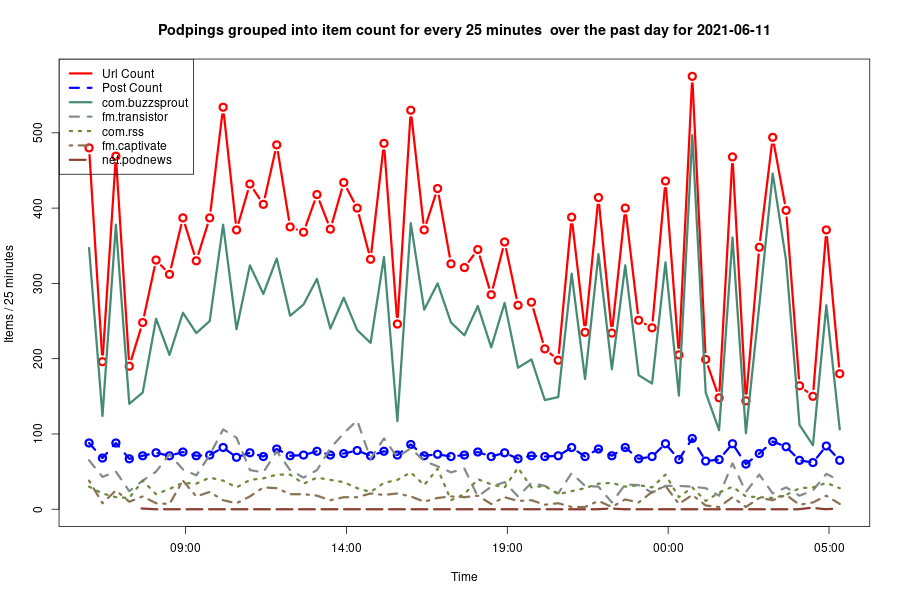 Podpings grouped into item count for every 25 minutes  over the past day for 2021-06-11
Url Count
Post Count
com.buzzsprout
fm.transistor
com.rss
fm.captivate
net.podnews
Items / 25 minutes
500
400
300
200
100
0
09:00
14:00
19:00
00:00
05:00
Time